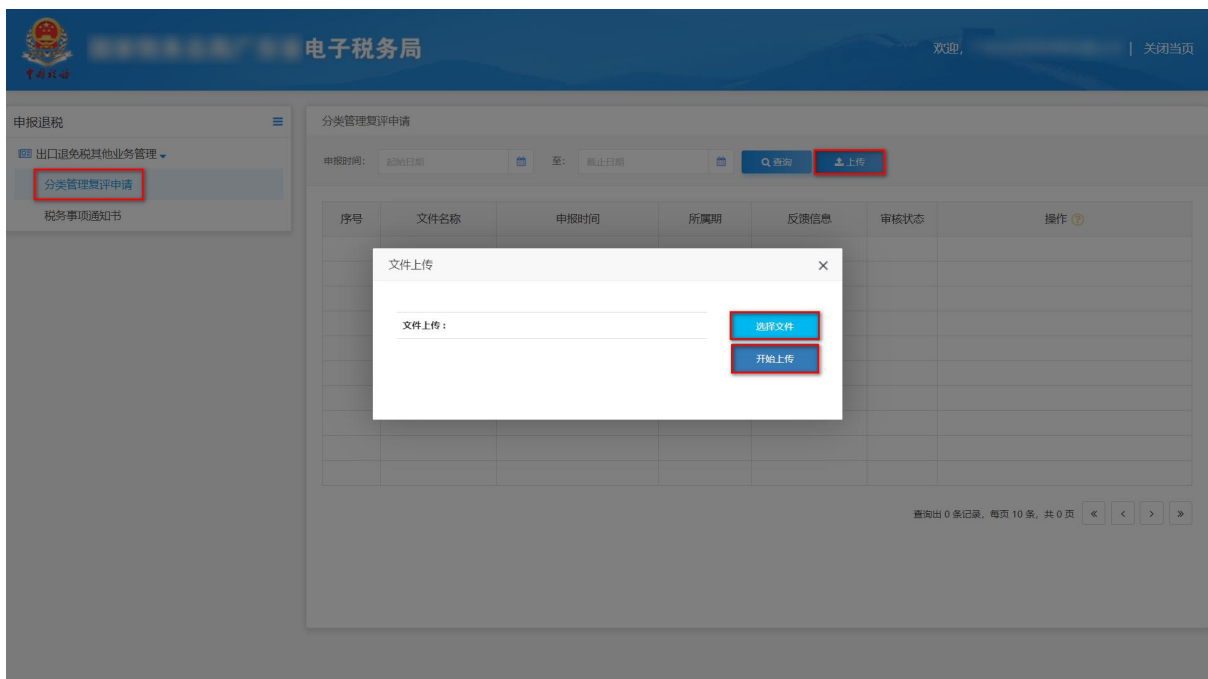 电子税务局
欢迎,
| 关闭当页
中国税务
申报退税
出口退免税其他业务管理
分类管理复评申请
税务事项通知书
分类管理复评申请
申报时间: 起始日期 至: 截止日期 查询 上传
序号 文件名称 申报时间 所属期 反馈信息 审核状态 操作 ?
文件上传 ×
文件上传：
选择文件
开始上传
查询出 0 条记录, 每页 10 条, 共 0 页 « < > »